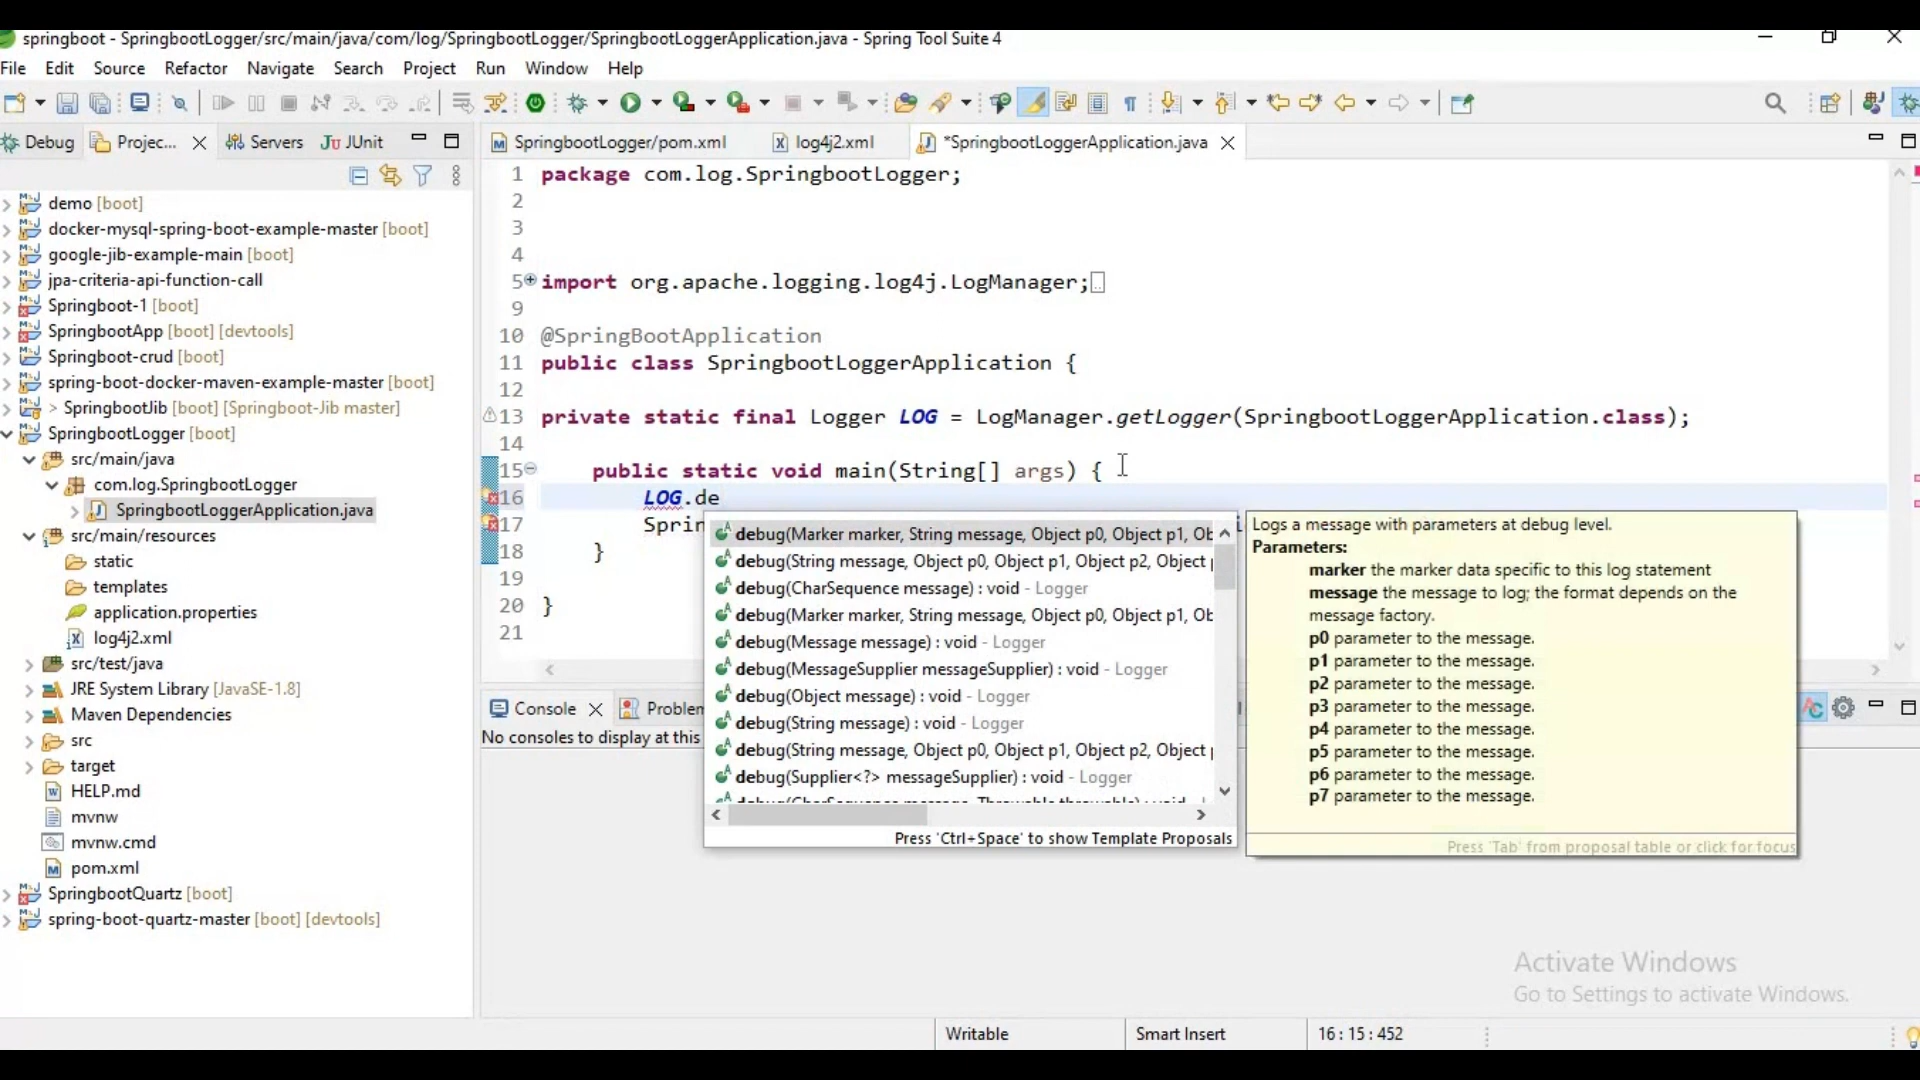 springboot - SpringbootLogger/src/main/java/com/log/SpringbootLogger/SpringbootLoggerApplication.java - Spring Tool Suite 4
File Edit Source Refactor Navigate Search Project Run Window Help
Debug Projec... Servers Ju JUnit
demo [boot]
docker-mysql-spring-boot-example-master [boot]
google-jib-example-main [boot]
jpa-criteria-api-function-call
Springboot-1 [boot]
SpringbootApp [boot] [devtools]
Springboot-crud [boot]
spring-boot-docker-maven-example-master [boot]
> SpringbootJib [boot] [Springboot-Jib master]
SpringbootLogger [boot]
src/main/java
com.log.SpringbootLogger
SpringbootLoggerApplication.java
src/main/resources
static
templates
application.properties
log4j2.xml
src/test/java
JRE System Library [JavaSE-1.8]
Maven Dependencies
src
target
HELP.md
mvnw
mvnw.cmd
pom.xml
SpringbootQuartz [boot]
spring-boot-quartz-master [boot] [devtools]
SpringbootLogger/pom.xml log4j2.xml *SpringbootLoggerApplication.java
1 package com.log.SpringbootLogger;
2
3
4
5 import org.apache.logging.log4j.LogManager;
9
10 @SpringBootApplication
11 public class SpringbootLoggerApplication {
12
13 private static final Logger LOG = LogManager.getLogger(SpringbootLoggerApplication.class);
14
15 public static void main(String[] args) {
16 LOG.de
17 Sprin
18 }
19
20 }
21
debug(Marker marker, String message, Object p0, Object p1, Ob
debug(String message, Object p0, Object p1, Object p2, Object
debug(CharSequence message) : void - Logger
debug(Marker marker, String message, Object p0, Object p1, Ob
debug(Message message) : void - Logger
debug(MessageSupplier messageSupplier) : void - Logger
debug(Object message) : void - Logger
debug(String message) : void - Logger
debug(String message, Object p0, Object p1, Object p2, Object
debug(Supplier<?> messageSupplier) : void - Logger
Press 'Ctrl+Space' to show Template Proposals
Logs a message with parameters at debug level.
Parameters:
marker the marker data specific to this log statement
message the message to log; the format depends on the
message factory.
p0 parameter to the message.
p1 parameter to the message.
p2 parameter to the message.
p3 parameter to the message.
p4 parameter to the message.
p5 parameter to the message.
p6 parameter to the message.
p7 parameter to the message.
Press 'Tab' from proposal table or click for focus
Console Problem
No consoles to display at this
Activate Windows
Go to Settings to activate Windows.
Writable Smart Insert 16 : 15 : 452